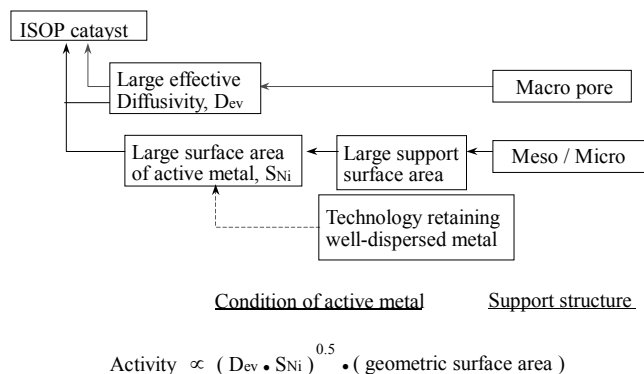 ISOP catayst
Large effective
Diffusivity, Dev
Macro pore
Large surface area
of active metal, SNi
Large support
surface area
Meso / Micro
Technology retaining
well-dispersed metal
Condition of active metal
Support structure
Activity ∝ ( Dev • SNi )^0.5 • ( geometric surface area )